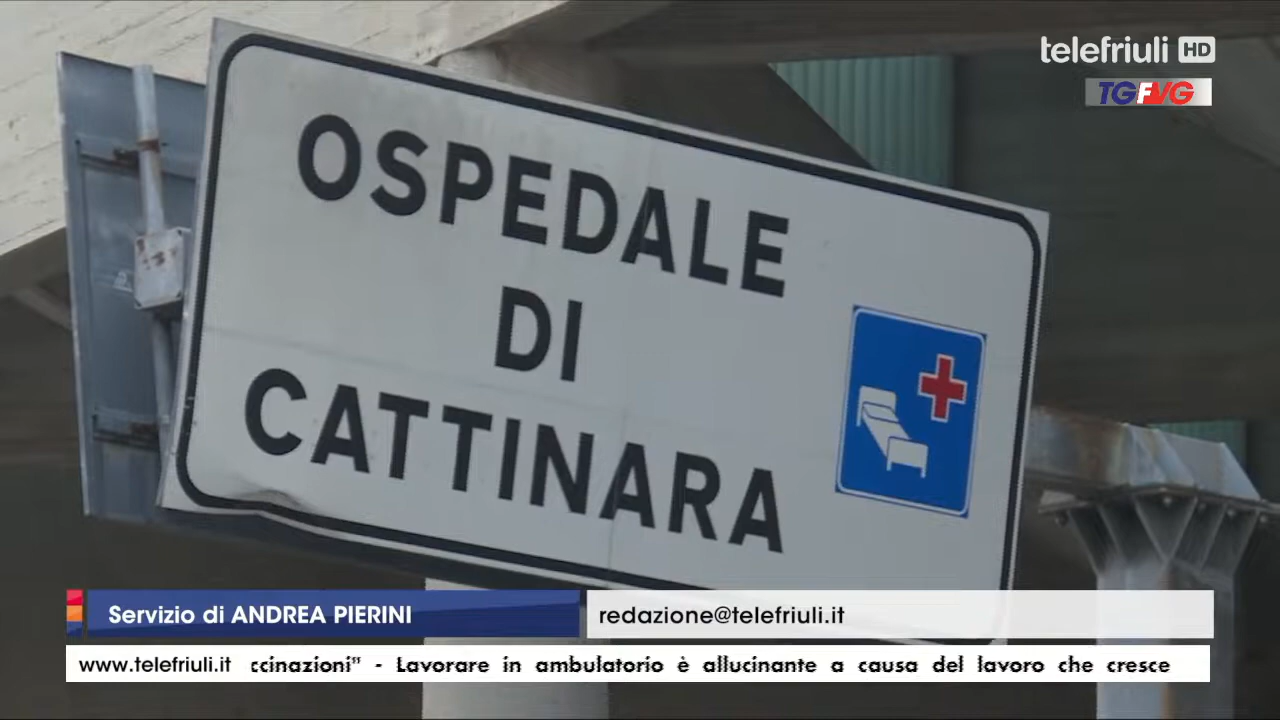 telefriuli HD
TGFVG
OSPEDALE
DI
CATTINARA
Servizio di ANDREA PIERINI
redazione@telefriuli.it
www.telefriuli.it ccinazioni" - Lavorare in ambulatorio è allucinante a causa del lavoro che cresce